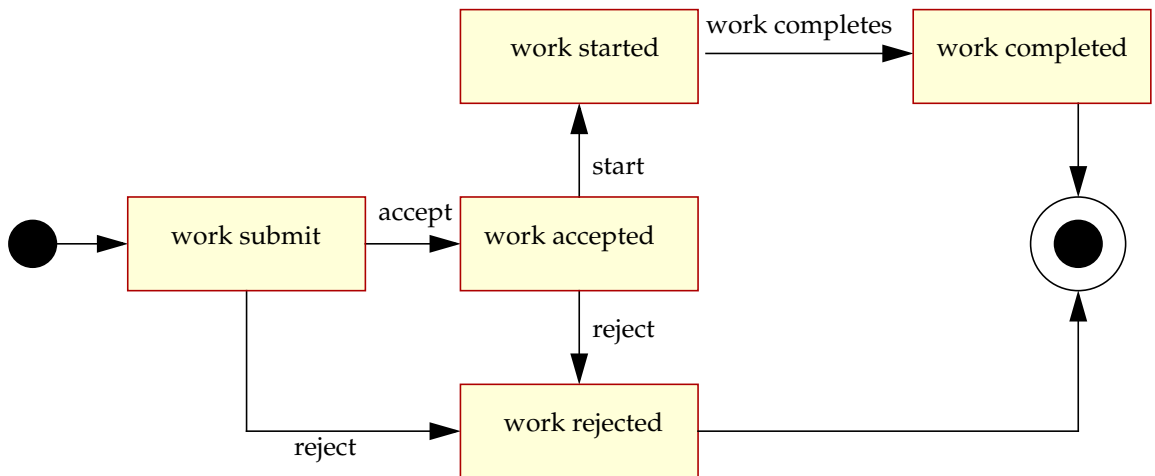 work started
work completes
work completed
start
work submit
accept
work accepted
reject
work rejected
reject